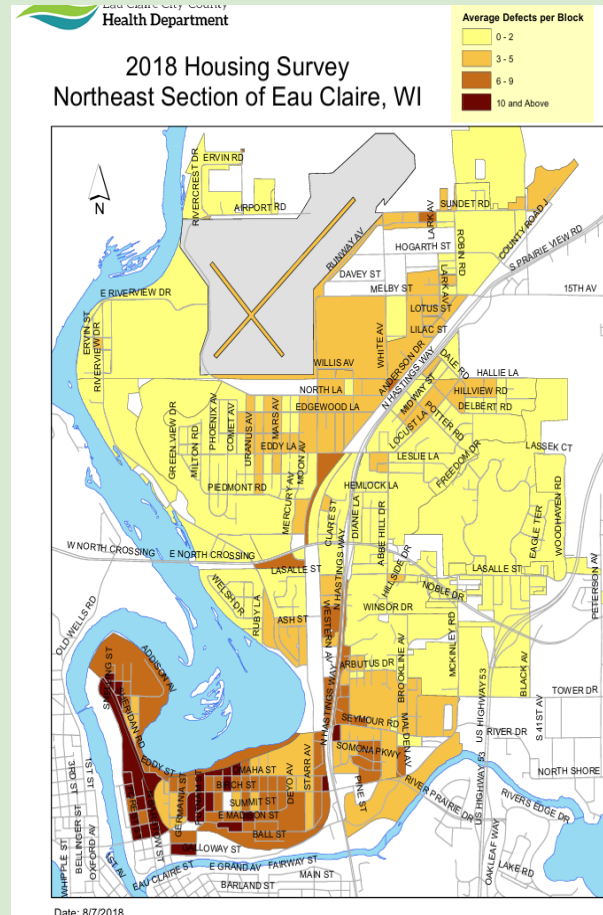 Eau Claire City-County
Health Department
Average Defects per Block
0 - 2
3 - 5
6 - 9
10 and Above
2018 Housing Survey
Northeast Section of Eau Claire, WI
N
ERVIN RD
RIVERCREST DR
AIRPORT RD
LARK AV
SUNDET RD
COUNTY ROAD J
RUNWAY AV
HOGARTH ST
ROBIN RD
S PRAIRIE VIEW RD
DAVEY ST
LARK AV
MELBY ST
15TH AV
E RIVERVIEW DR
LOTUS ST
ERVIN ST
RIVERVIEW DR
LILAC ST
WHITE AV
ANDERSON DR
N HASTINGS WAY
WILLIS AV
DALE RD
HALLIE LA
NORTH LA
MIDWAY ST
HILLVIEW RD
EDGEWOOD LA
DELBERT RD
GREEN VIEW DR
MILTON RD
PHOENIX AV
COMET AV
URANUS AV
MARS AV
EDDY LA
MOON AV
LOCUST LA
POTTER RD
LASSEK CT
LESLIE LA
FREEDOM DR
PIEDMONT RD
HEMLOCK LA
MERCURY AV
CLARE ST
DIANE LA
ABBE HILL DR
EAGLE TER
WOODHAVEN RD
W NORTH CROSSING
E NORTH CROSSING
LASALLE ST
HILLSIDE DR
LASALLE ST
PETERSON AV
WELSH DR
RUBY LA
NOBLE DR
OLD WELLS RD
ASH ST
WESTERN AV
N HASTINGS WAY
WINSOR DR
MCKINLEY RD
ADDISON AV
ARBUTUS DR
BROOKLINE AV
BLACK AV
SHERIDAN RD
TOWER DR
US HIGHWAY 53
S 41ST AV
SEYMOUR RD
MALDEN AV
RIVER DR
N HASTINGS WAY
SOMONA PKWY
EDDY ST
NORTH SHORE
1ST ST
3RD ST
BIRCH ST
DEYO AV
STARR AV
PINE ST
RIVER PRAIRIE DR
US HIGHWAY 53
RIVERS EDGE DR
GERMANIA ST
SUMMIT ST
E MADISON ST
BALL ST
BELLINGER ST
OXFORD AV
WHIPPLE ST
1ST AV
GALLOWAY ST
E GRAND AV
FAIRWAY ST
EAU CLAIRE ST
MAIN ST
BARLAND ST
OAKLEAF WAY
LAKE RD
Date: 8/7/2018